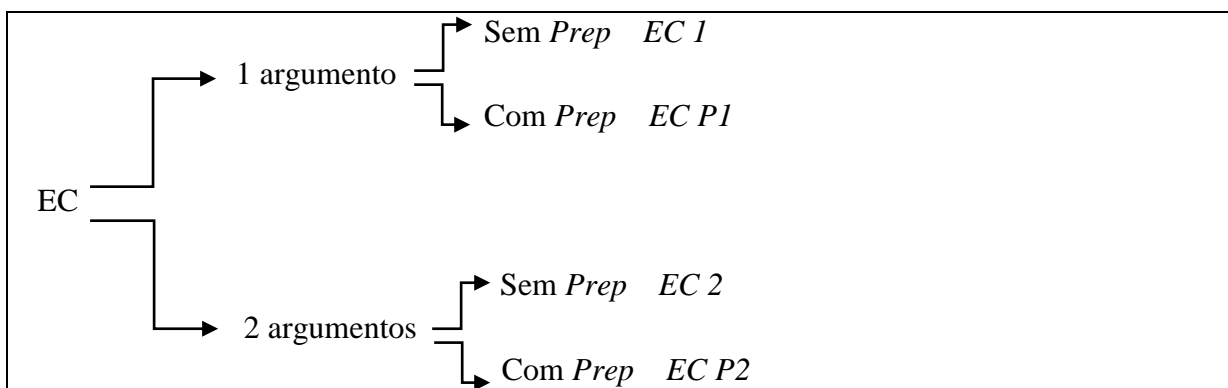 Sem Prep EC 1
1 argumento
Com Prep EC P1
EC
Sem Prep EC 2
2 argumentos
Com Prep EC P2